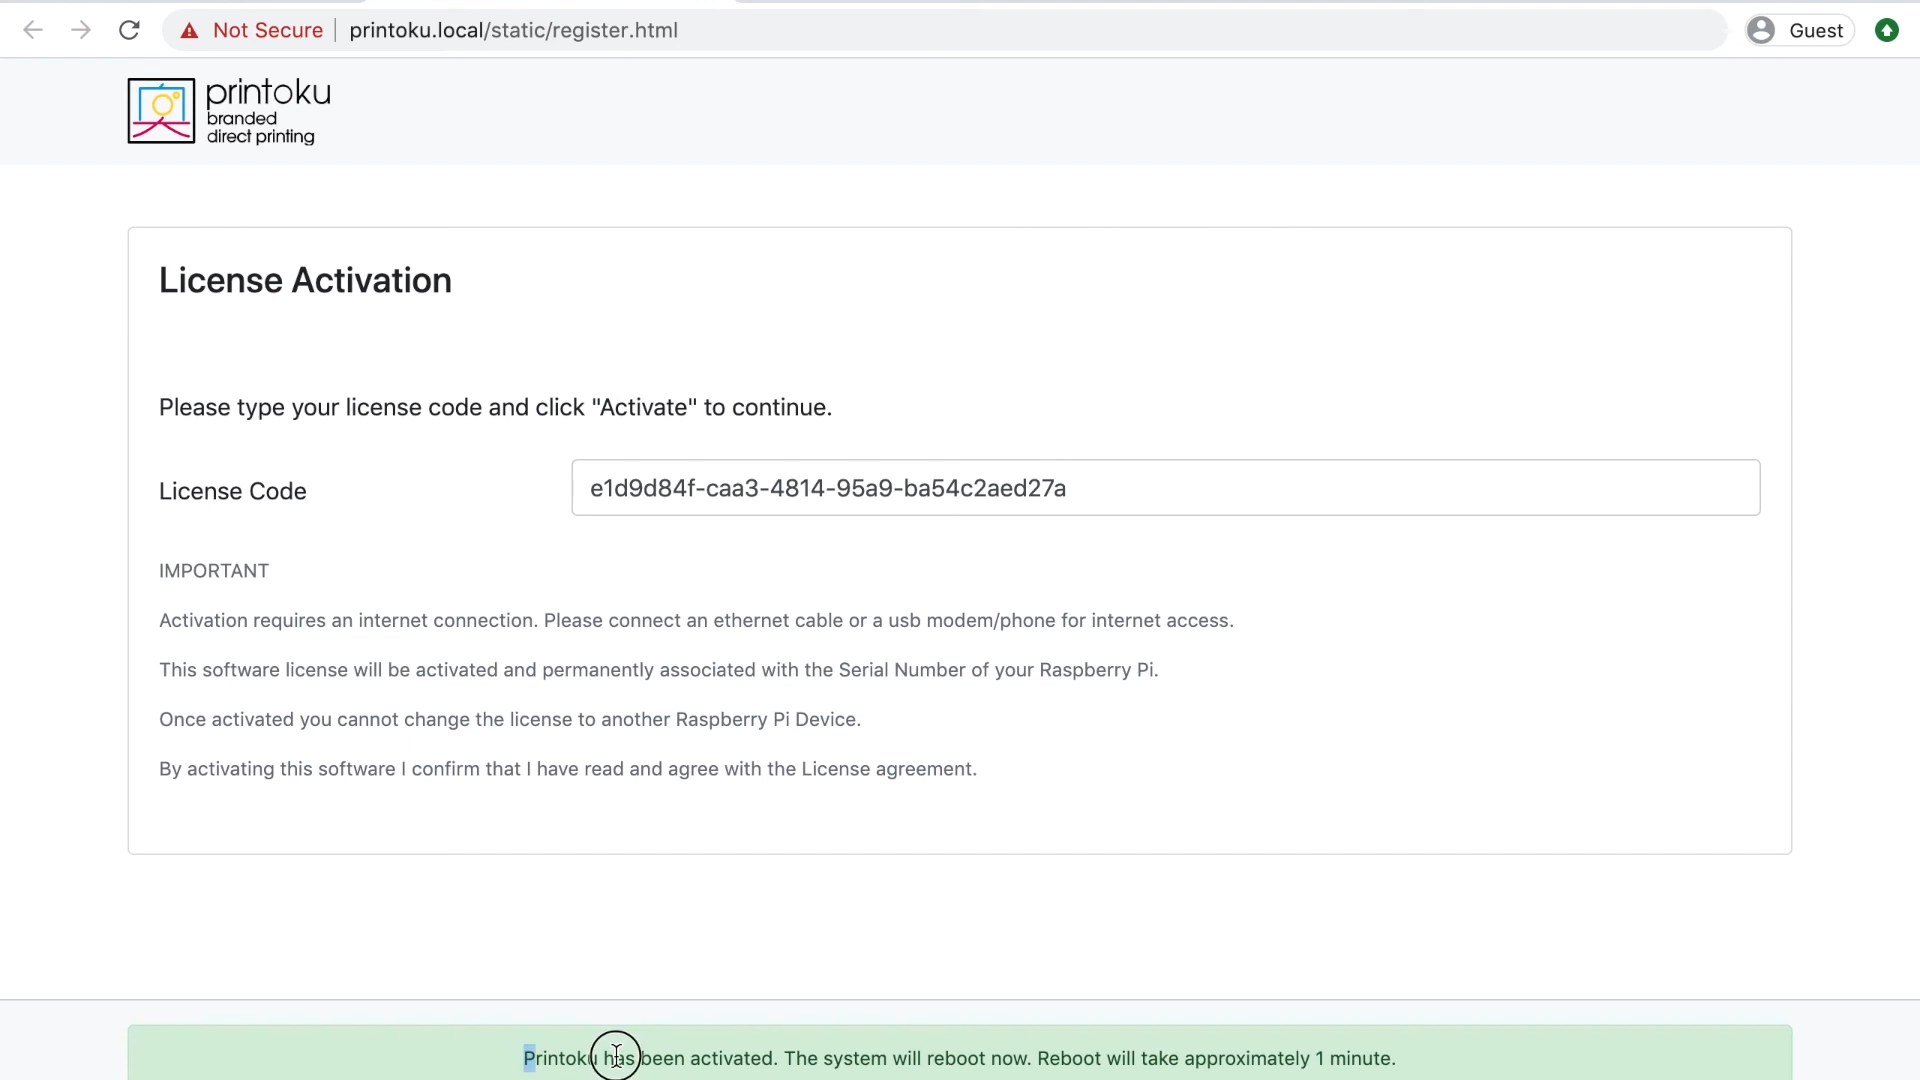 Not Secure
printoku.local/static/register.html
Guest
printoku
branded
direct printing
License Activation
Please type your license code and click "Activate" to continue.
License Code
e1d9d84f-caa3-4814-95a9-ba54c2aed27a
IMPORTANT
Activation requires an internet connection. Please connect an ethernet cable or a usb modem/phone for internet access.
This software license will be activated and permanently associated with the Serial Number of your Raspberry Pi.
Once activated you cannot change the license to another Raspberry Pi Device.
By activating this software I confirm that I have read and agree with the License agreement.
Printoku has been activated. The system will reboot now. Reboot will take approximately 1 minute.